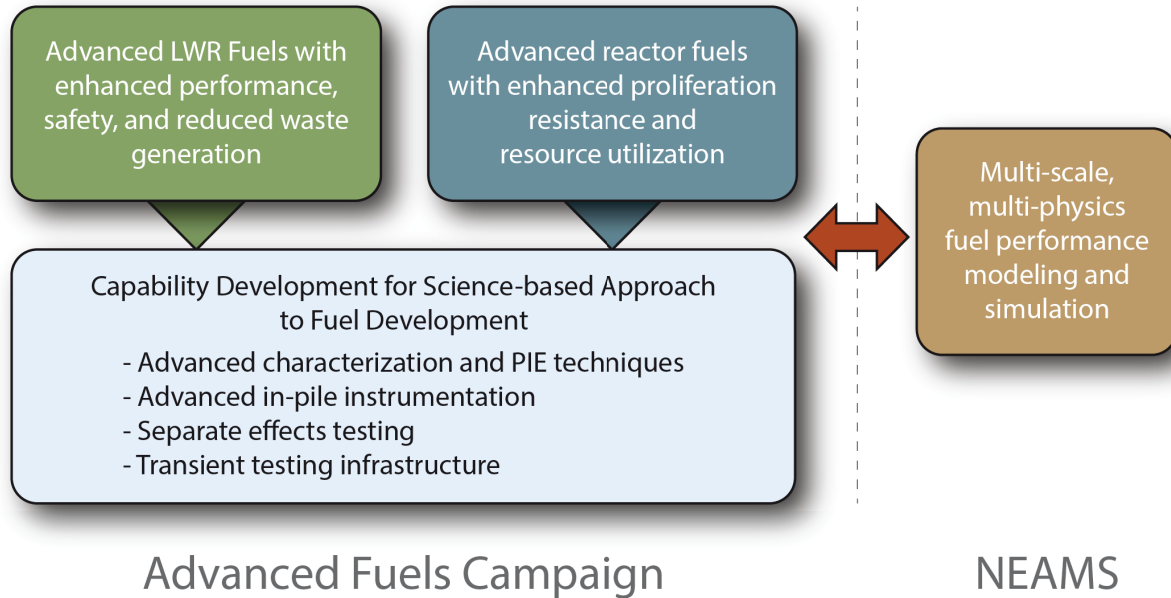 Advanced LWR Fuels with
enhanced performance,
safety, and reduced waste
generation
Advanced reactor fuels
with enhanced proliferation
resistance and
resource utilization
Multi-scale,
multi-physics
fuel performance
modeling and
simulation
Capability Development for Science-based Approach
to Fuel Development
- Advanced characterization and PIE techniques
- Advanced in-pile instrumentation
- Separate effects testing
- Transient testing infrastructure
Advanced Fuels Campaign
NEAMS